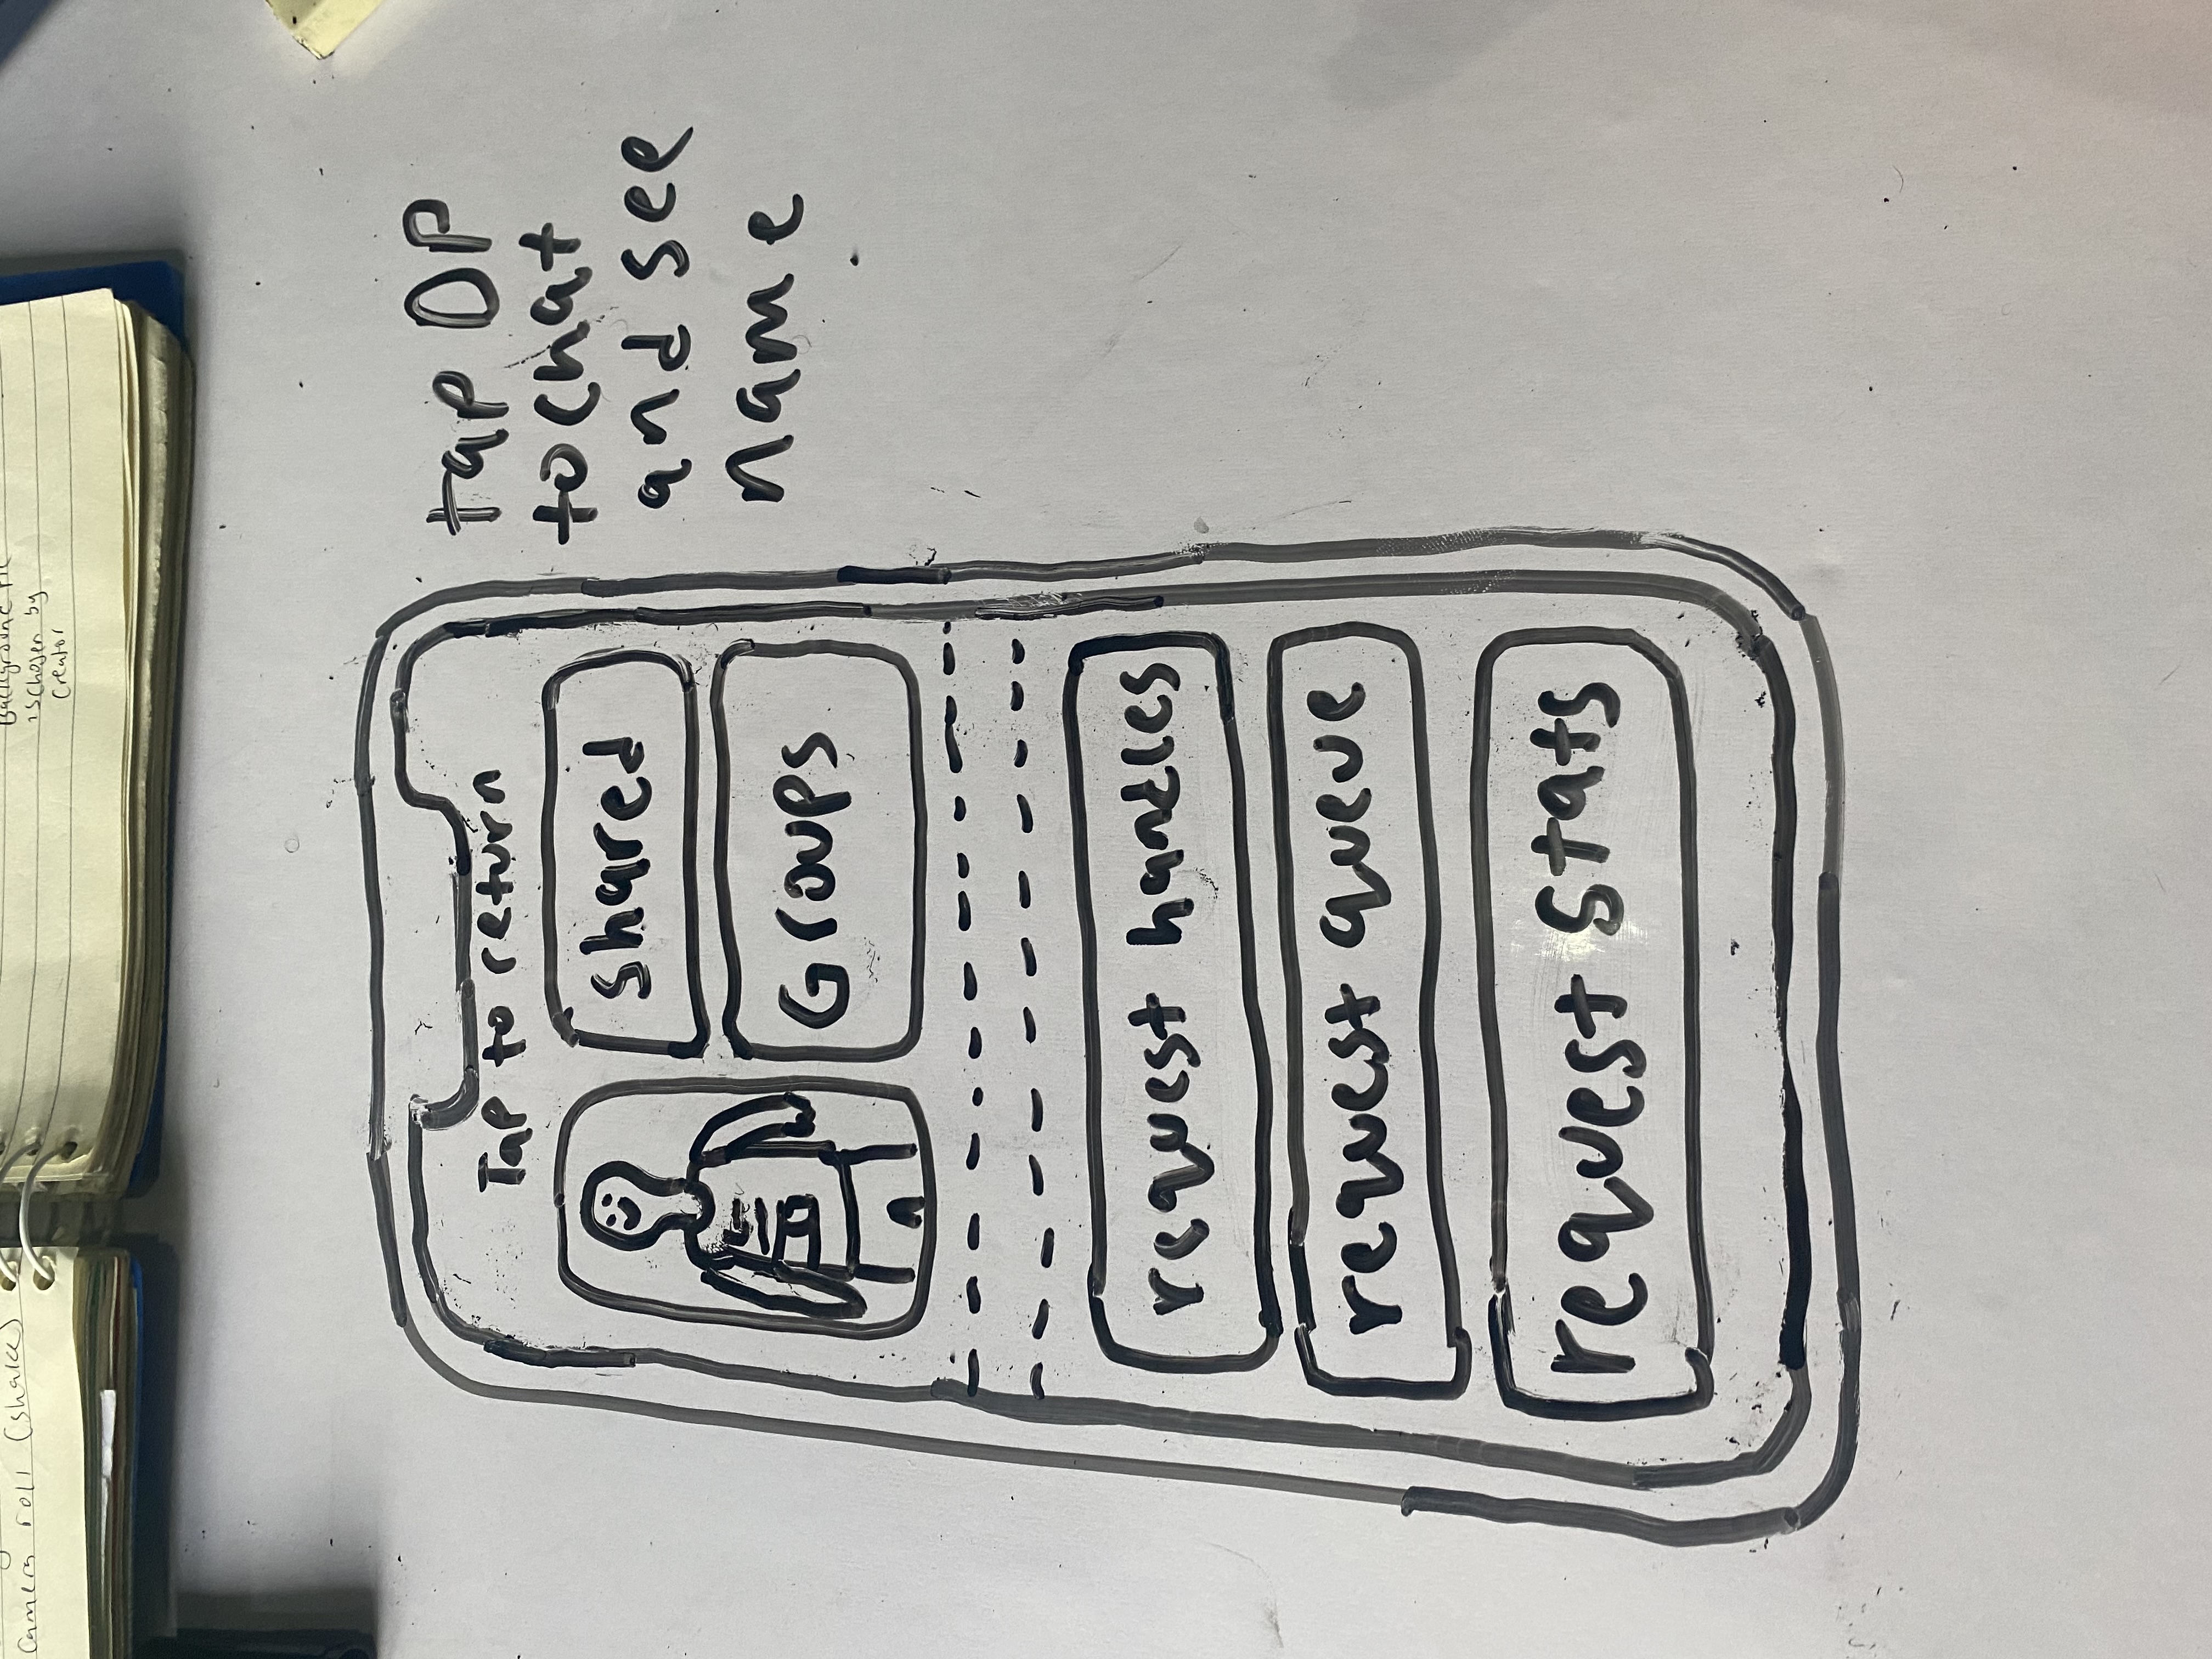 camera roll (shake)
Background Pic
is chosen by
Creator
Tap to return
shared
Groups
request handles
request queue
request stats
tap DP
to chat
and see
name